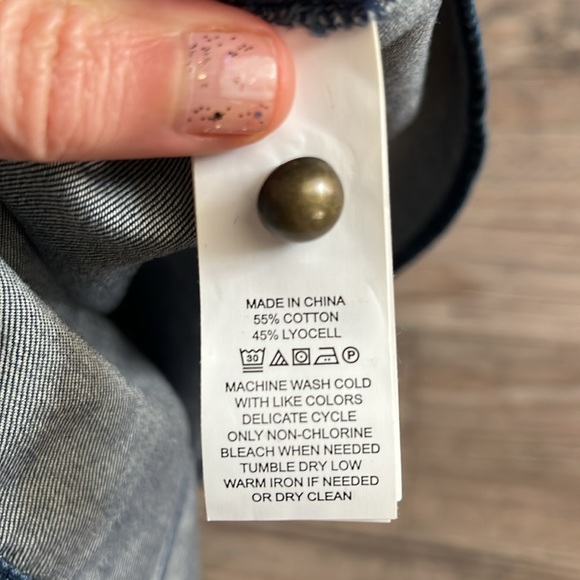 MADE IN CHINA
55% COTTON
45% LYOCELL
30 P
MACHINE WASH COLD
WITH LIKE COLORS
DELICATE CYCLE
ONLY NON-CHLORINE
BLEACH WHEN NEEDED
TUMBLE DRY LOW
WARM IRON IF NEEDED
OR DRY CLEAN